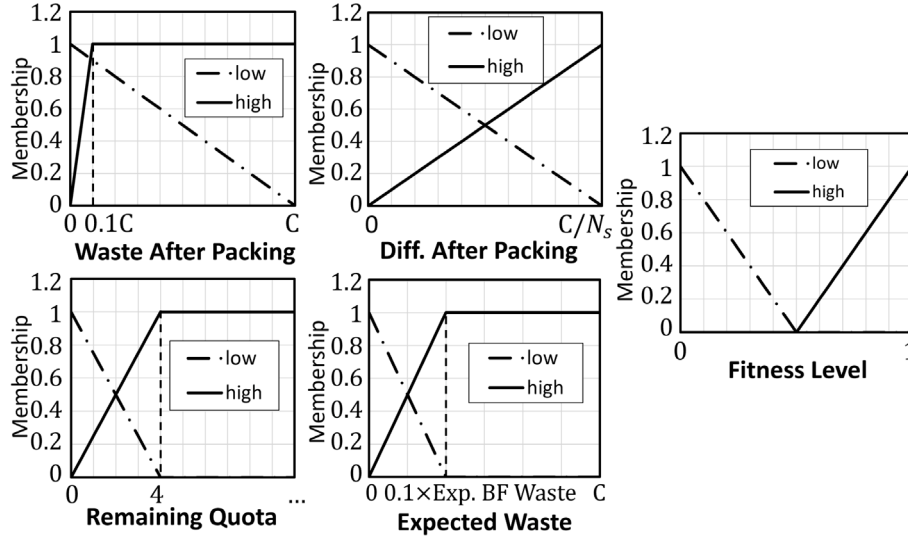 1.2
1
0.8
0.6
0.4
0.2
0
Membership
low
high
0 0.1C C
Waste After Packing
1.2
1
0.8
0.6
0.4
0.2
0
Membership
low
high
0 C/N_s
Diff. After Packing
1.2
1
0.8
0.6
0.4
0.2
0
Membership
low
high
0 1
Fitness Level
1.2
1
0.8
0.6
0.4
0.2
0
Membership
low
high
0 4 ...
Remaining Quota
1.2
1
0.8
0.6
0.4
0.2
0
Membership
low
high
0 0.1×Exp. BF Waste C
Expected Waste